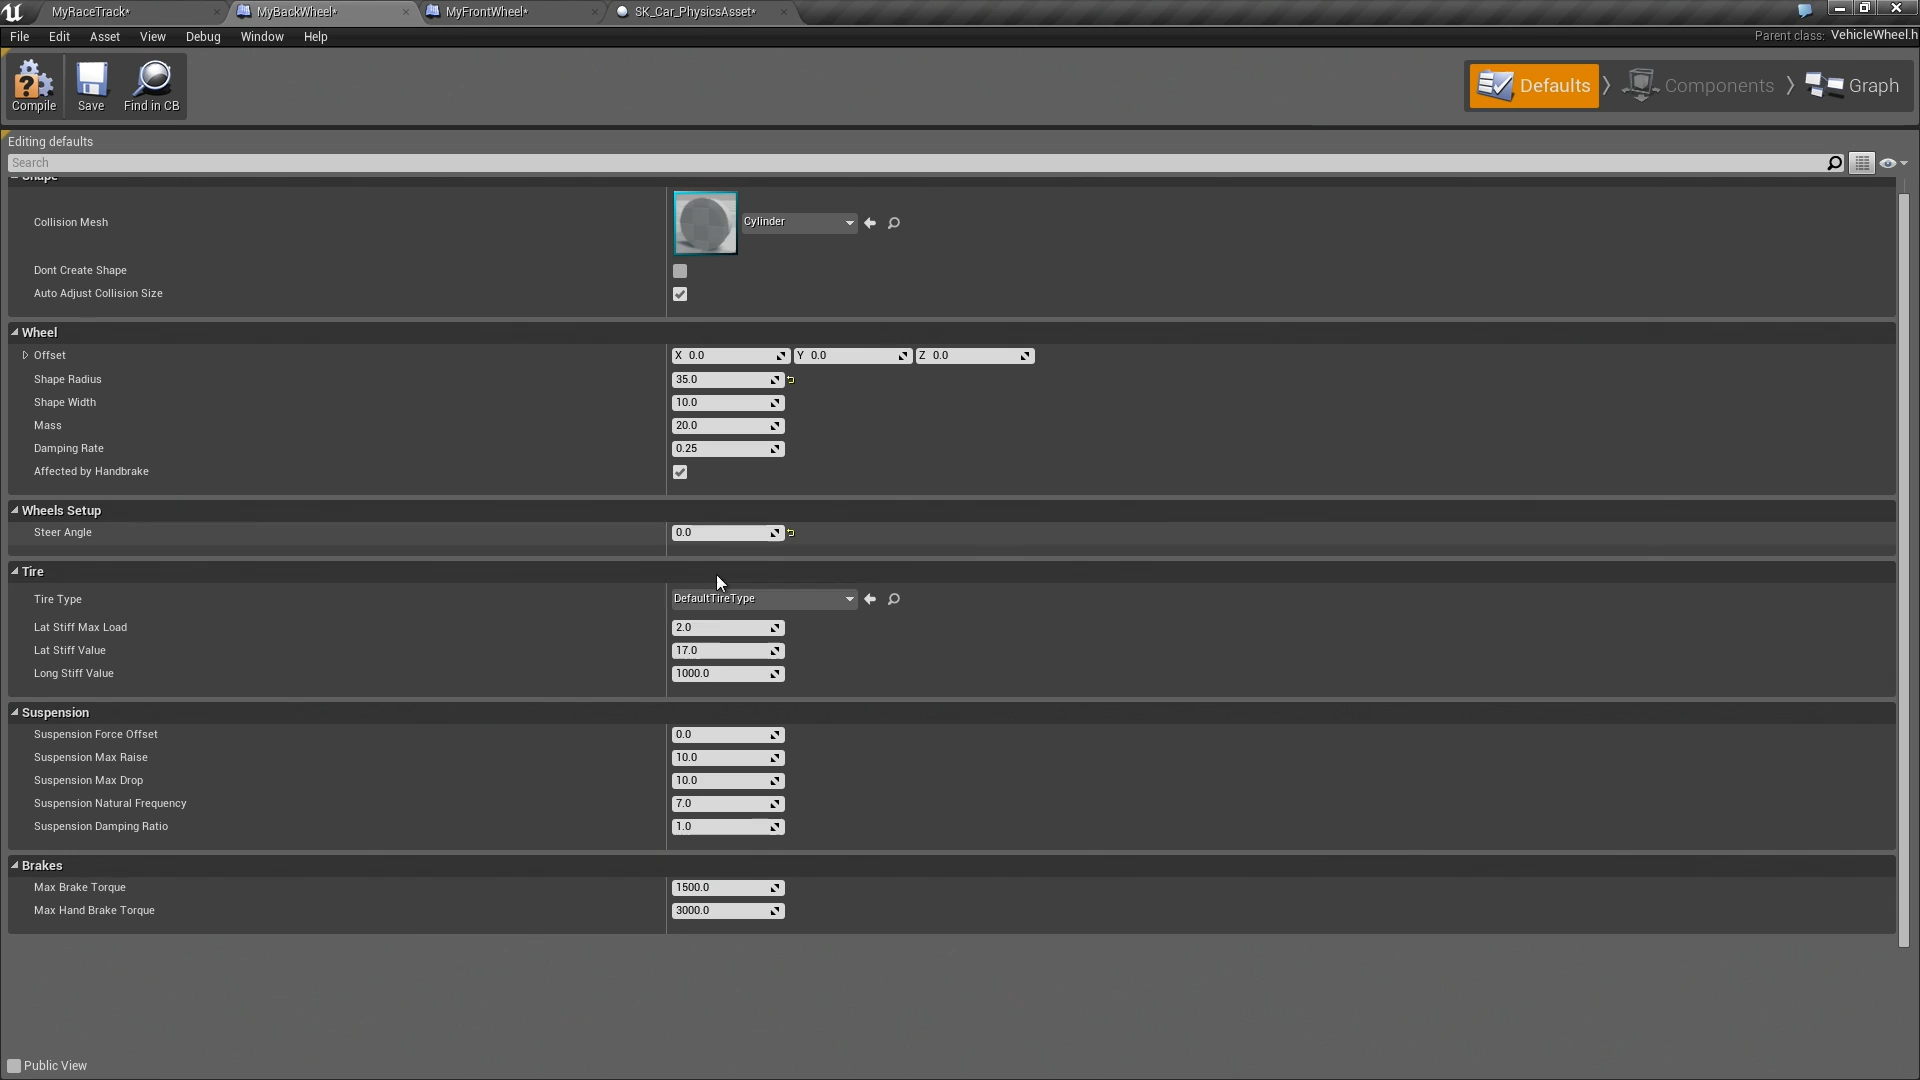 MyRaceTrack*
MyBackWheel*
MyFrontWheel*
SK_Car_PhysicsAsset*
File Edit Asset View Debug Window Help
Parent class: VehicleWheel.h
Compile Save Find in CB
Defaults Components Graph
Editing defaults
Search
Shape
Collision Mesh Cylinder
Dont Create Shape
Auto Adjust Collision Size
Wheel
Offset X 0.0 Y 0.0 Z 0.0
Shape Radius 35.0
Shape Width 10.0
Mass 20.0
Damping Rate 0.25
Affected by Handbrake
Wheels Setup
Steer Angle 0.0
Tire
Tire Type DefaultTireType
Lat Stiff Max Load 2.0
Lat Stiff Value 17.0
Long Stiff Value 1000.0
Suspension
Suspension Force Offset 0.0
Suspension Max Raise 10.0
Suspension Max Drop 10.0
Suspension Natural Frequency 7.0
Suspension Damping Ratio 1.0
Brakes
Max Brake Torque 1500.0
Max Hand Brake Torque 3000.0
Public View